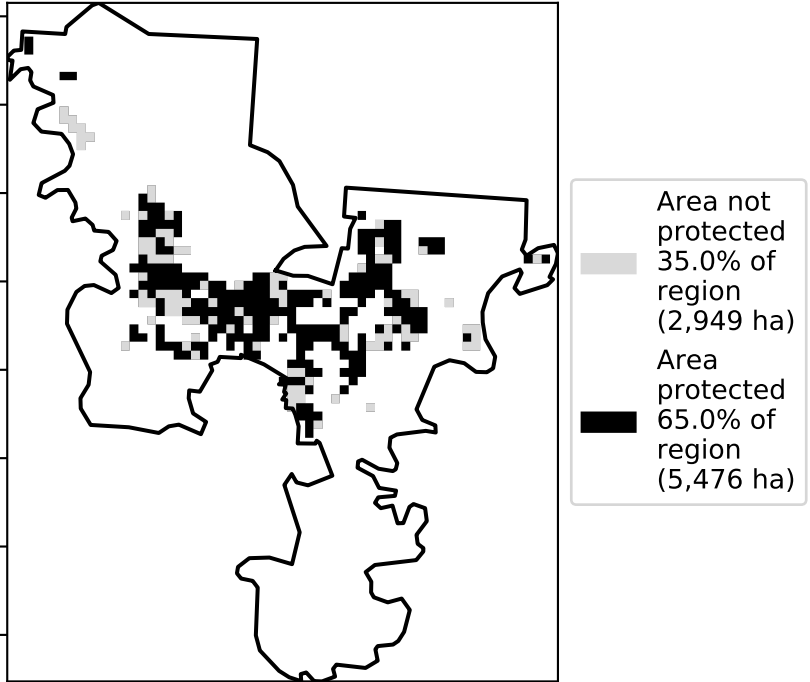 Area not
protected
35.0% of
region
(2,949 ha)
Area
protected
65.0% of
region
(5,476 ha)